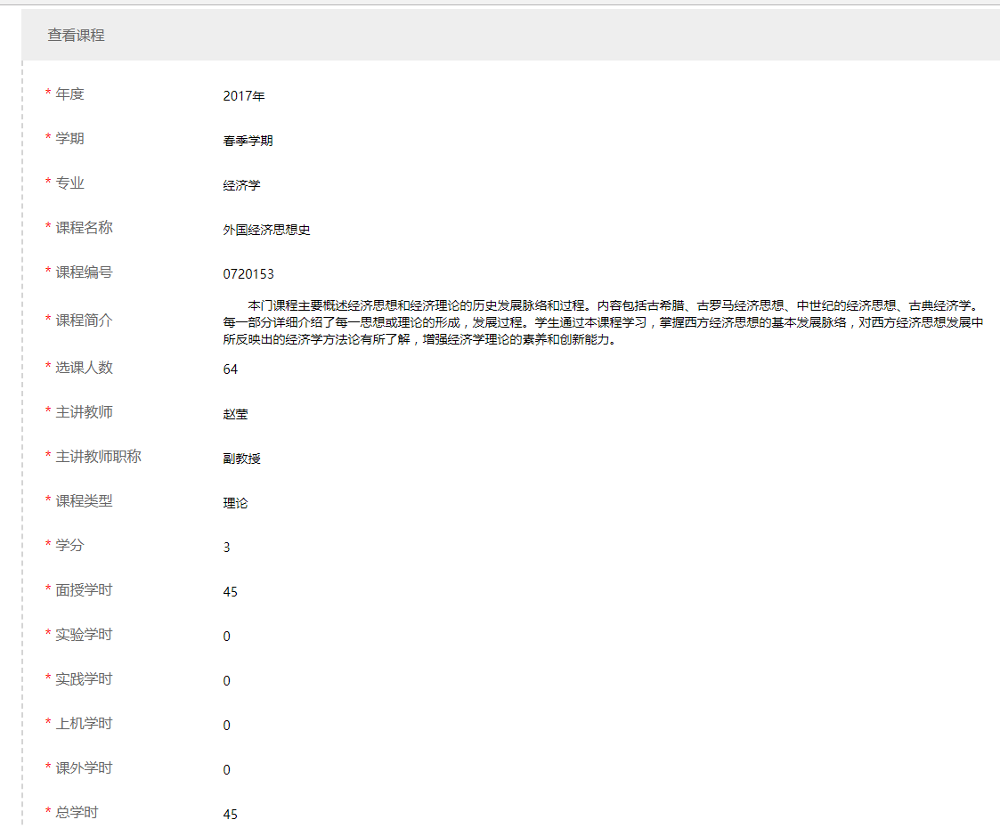 查看课程
* 年度 2017年
* 学期 春季学期
* 专业 经济学
* 课程名称 外国经济思想史
* 课程编号 0720153
* 课程简介
本门课程主要概述经济思想和经济理论的历史发展脉络和过程。内容包括古希腊、古罗马经济思想、中世纪的经济思想、古典经济学。
每一部分详细介绍了每一思想或理论的形成，发展过程。学生通过本课程学习，掌握西方经济思想的基本发展脉络，对西方经济思想发展中
所反映出的经济学方法论有所了解，增强经济学理论的素养和创新能力。
* 选课人数 64
* 主讲教师 赵莹
* 主讲教师职称 副教授
* 课程类型 理论
* 学分 3
* 面授学时 45
* 实验学时 0
* 实践学时 0
* 上机学时 0
* 课外学时 0
* 总学时 45